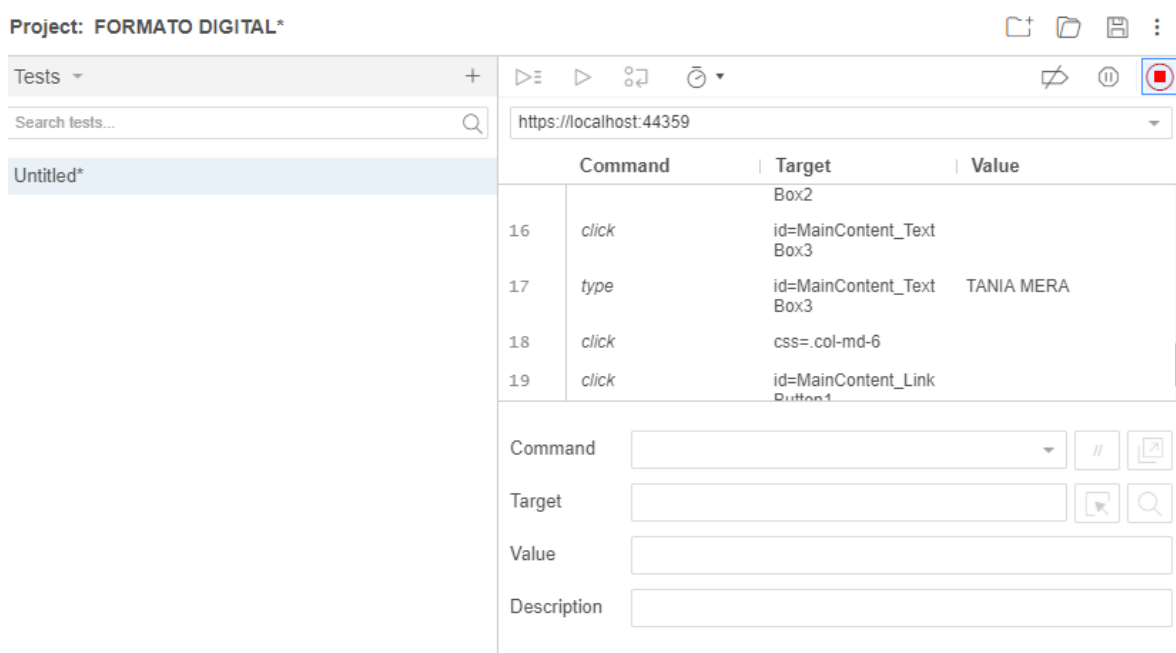 Project: FORMATO DIGITAL*
Tests
Search tests...
Untitled*
https://localhost:44359
Command Target Value
Box2
16 click id=MainContent_Text
Box3
17 type id=MainContent_Text TANIA MERA
Box3
18 click css=.col-md-6
19 click id=MainContent_Link
Button1
Command
//
Target
Value
Description